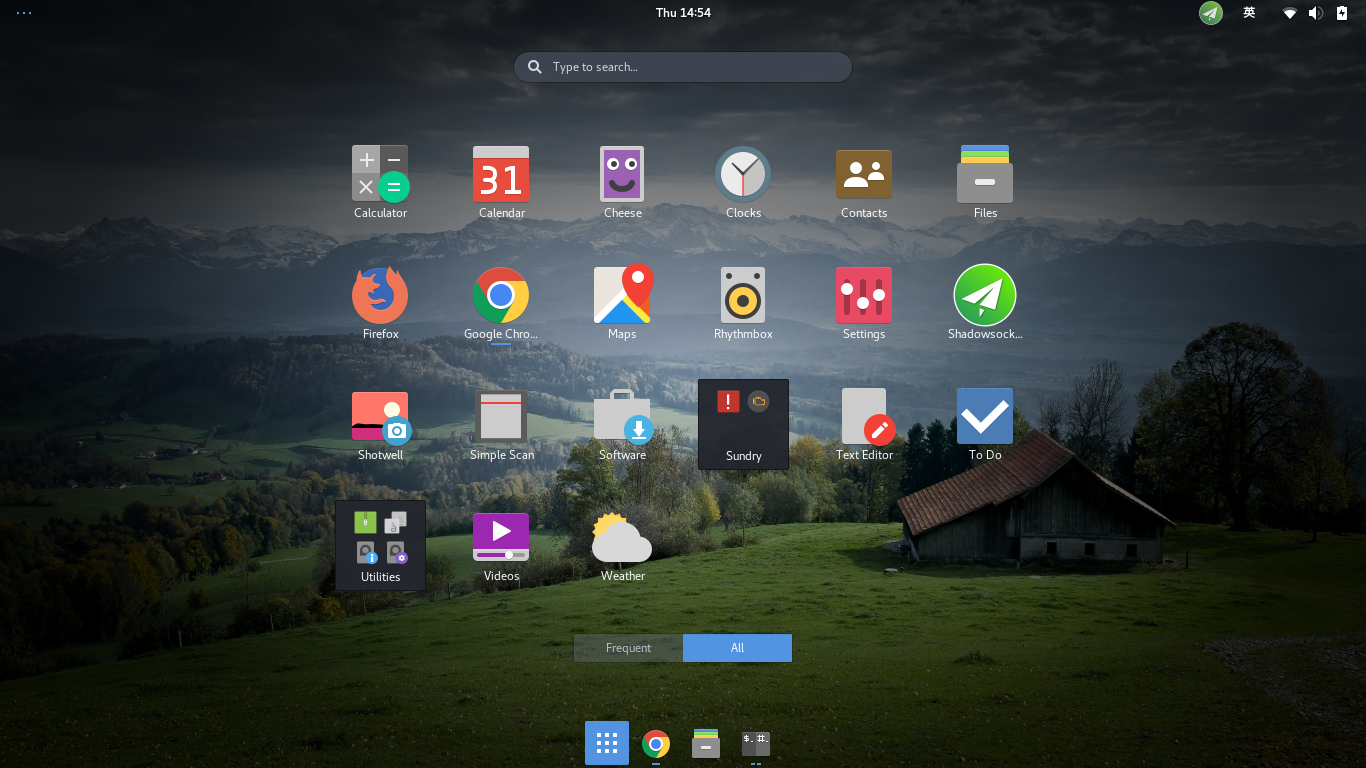 Thu 14:54
英
Type to search...
31
Calculator
Calendar
Cheese
Clocks
Contacts
Files
Firefox
Google Chro...
Maps
Rhythmbox
Settings
Shadowsock...
Shotwell
Simple Scan
Software
Sundry
Text Editor
To Do
a
Utilities
Videos
Weather
Frequent
All
$. #.